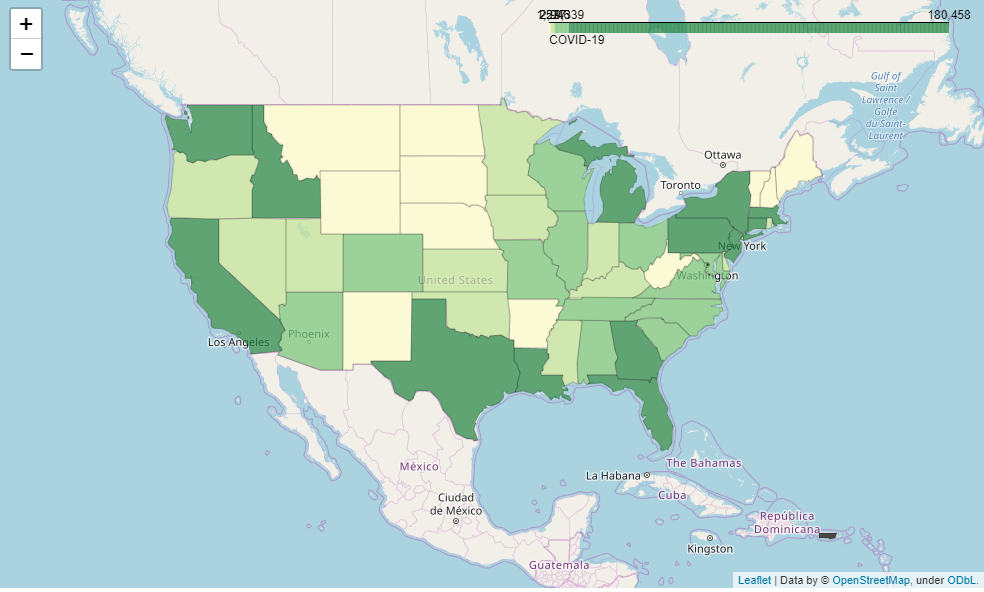 +
−
180,458
COVID-19
Gulf of
Saint
Lawrence /
Golfe
du Saint-
Laurent
Ottawa
Toronto
New York
Washington
United States
Phoenix
Los Angeles
México
Ciudad
de México
La Habana
The Bahamas
Cuba
República
Dominicana
Kingston
Guatemala
Leaflet | Data by © OpenStreetMap, under ODbL.